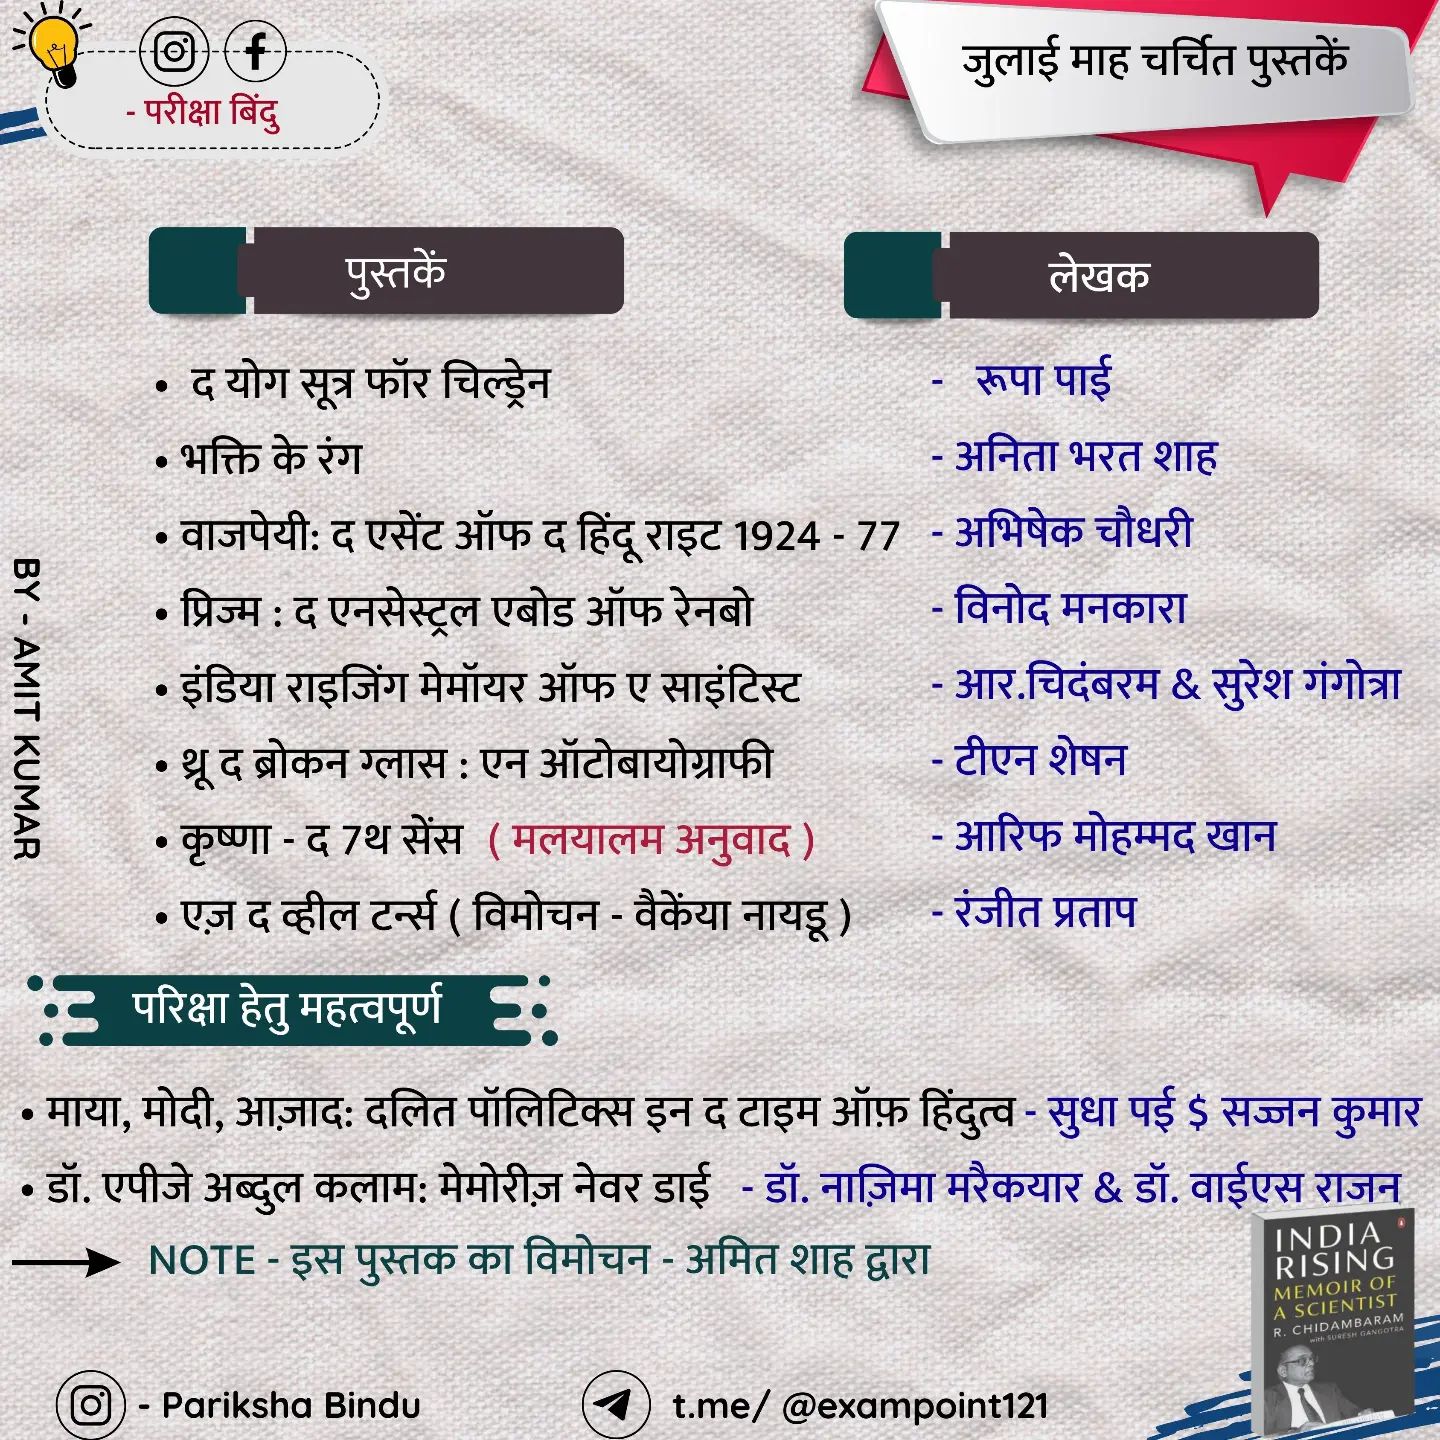 - परीक्षा बिंदु
जुलाई माह चर्चित पुस्तकें
पुस्तकें
लेखक
• द योग सूत्र फॉर चिल्ड्रेन - रूपा पाई
• भक्ति के रंग - अनिता भरत शाह
• वाजपेयी: द एसेंट ऑफ द हिंदू राइट 1924 - 77 - अभिषेक चौधरी
• प्रिज्म : द एनसेस्ट्रल एबोड ऑफ रेनबो - विनोद मनकारा
• इंडिया राइजिंग मेमॉयर ऑफ ए साइंटिस्ट - आर.चिदंबरम & सुरेश गंगोत्रा
• थ्रू द ब्रोकन ग्लास : एन ऑटोबायोग्राफी - टीएन शेषन
• कृष्णा - द 7थ सेंस ( मलयालम अनुवाद ) - आरिफ मोहम्मद खान
• एज़ द व्हील टर्न्स ( विमोचन - वैकेंया नायडू ) - रंजीत प्रताप
BY - AMIT KUMAR
परिक्षा हेतु महत्वपूर्ण
• माया, मोदी, आज़ाद: दलित पॉलिटिक्स इन द टाइम ऑफ़ हिंदुत्व - सुधा पई $ सज्जन कुमार
• डॉ. एपीजे अब्दुल कलाम: मेमोरीज़ नेवर डाई - डॉ. नाज़िमा मरैकयार & डॉ. वाईएस राजन
NOTE - इस पुस्तक का विमोचन - अमित शाह द्वारा
INDIA
RISING
MEMOIR OF
A SCIENTIST
R. CHIDAMBARAM
with SURESH GANGOTRA
- Pariksha Bindu
t.me/ @exampoint121